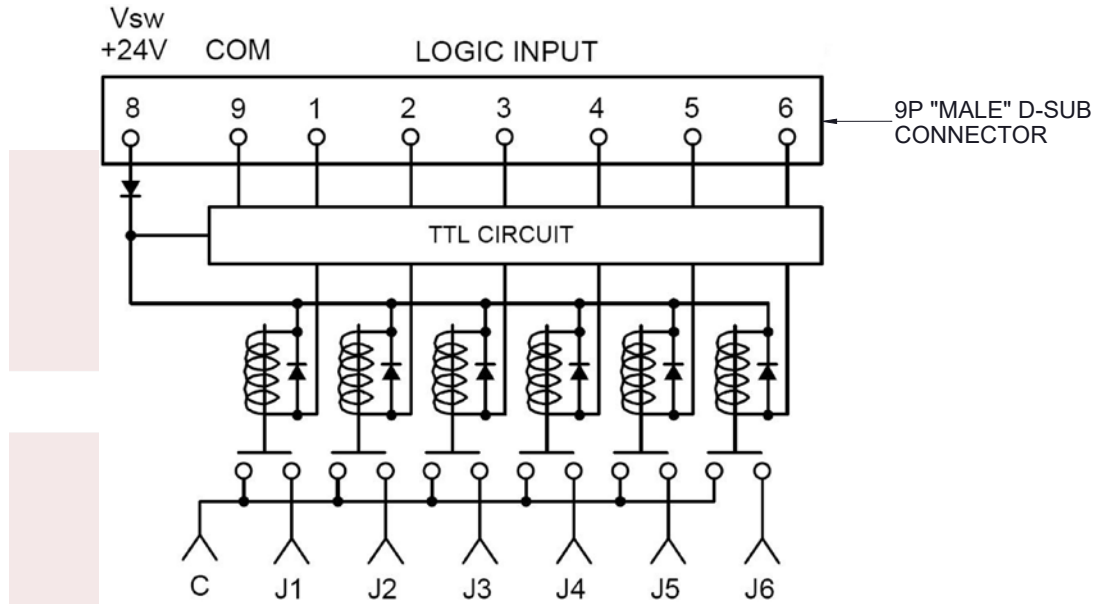 Vsw
+24V COM LOGIC INPUT
8 9 1 2 3 4 5 6
9P "MALE" D-SUB
CONNECTOR
TTL CIRCUIT
C J1 J2 J3 J4 J5 J6